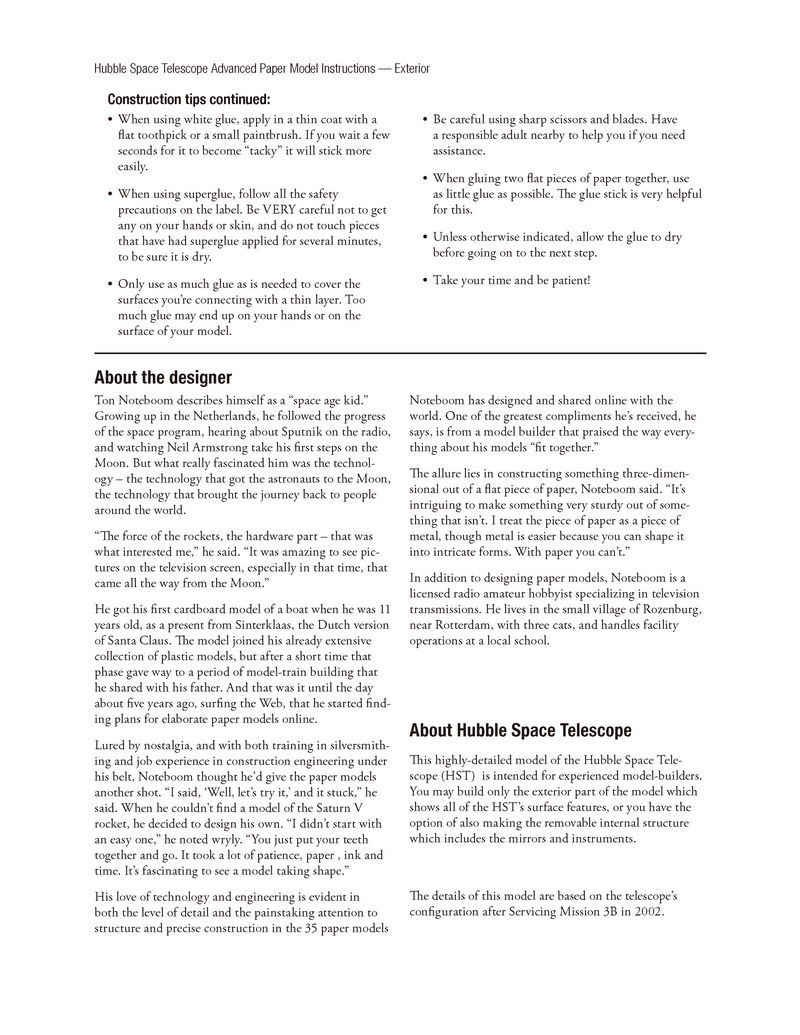 Hubble Space Telescope Advanced Paper Model Instructions — Exterior
Construction tips continued:
• When using white glue, apply in a thin coat with a
flat toothpick or a small paintbrush. If you wait a few
seconds for it to become “tacky” it will stick more
easily.
• When using superglue, follow all the safety
precautions on the label. Be VERY careful not to get
any on your hands or skin, and do not touch pieces
that have had superglue applied for several minutes,
to be sure it is dry.
• Only use as much glue as is needed to cover the
surfaces you’re connecting with a thin layer. Too
much glue may end up on your hands or on the
surface of your model.
• Be careful using sharp scissors and blades. Have
a responsible adult nearby to help you if you need
assistance.
• When gluing two flat pieces of paper together, use
as little glue as possible. The glue stick is very helpful
for this.
• Unless otherwise indicated, allow the glue to dry
before going on to the next step.
• Take your time and be patient!
About the designer
Ton Noteboom describes himself as a “space age kid.”
Growing up in the Netherlands, he followed the progress
of the space program, hearing about Sputnik on the radio,
and watching Neil Armstrong take his first steps on the
Moon. But what really fascinated him was the technol-
ogy – the technology that got the astronauts to the Moon,
the technology that brought the journey back to people
around the world.
“The force of the rockets, the hardware part – that was
what interested me,” he said. “It was amazing to see pic-
tures on the television screen, especially in that time, that
came all the way from the Moon.”
He got his first cardboard model of a boat when he was 11
years old, as a present from Sinterklaas, the Dutch version
of Santa Claus. The model joined his already extensive
collection of plastic models, but after a short time that
phase gave way to a period of model-train building that
he shared with his father. And that was it until the day
about five years ago, surfing the Web, that he started find-
ing plans for elaborate paper models online.
Lured by nostalgia, and with both training in silversmith-
ing and job experience in construction engineering under
his belt, Noteboom thought he’d give the paper models
another shot. “I said, ‘Well, let’s try it,’ and it stuck,” he
said. When he couldn’t find a model of the Saturn V
rocket, he decided to design his own. “I didn’t start with
an easy one,” he noted wryly. “You just put your teeth
together and go. It took a lot of patience, paper , ink and
time. It’s fascinating to see a model taking shape.”
His love of technology and engineering is evident in
both the level of detail and the painstaking attention to
structure and precise construction in the 35 paper models
Noteboom has designed and shared online with the
world. One of the greatest compliments he’s received, he
says, is from a model builder that praised the way every-
thing about his models “fit together.”
The allure lies in constructing something three-dimen-
sional out of a flat piece of paper, Noteboom said. “It’s
intriguing to make something very sturdy out of some-
thing that isn’t. I treat the piece of paper as a piece of
metal, though metal is easier because you can shape it
into intricate forms. With paper you can’t.”
In addition to designing paper models, Noteboom is a
licensed radio amateur hobbyist specializing in television
transmissions. He lives in the small village of Rozenburg,
near Rotterdam, with three cats, and handles facility
operations at a local school.
About Hubble Space Telescope
This highly-detailed model of the Hubble Space Tele-
scope (HST)  is intended for experienced model-builders.
You may build only the exterior part of the model which
shows all of the HST’s surface features, or you have the
option of also making the removable internal structure
which includes the mirrors and instruments.
The details of this model are based on the telescope’s
configuration after Servicing Mission 3B in 2002.